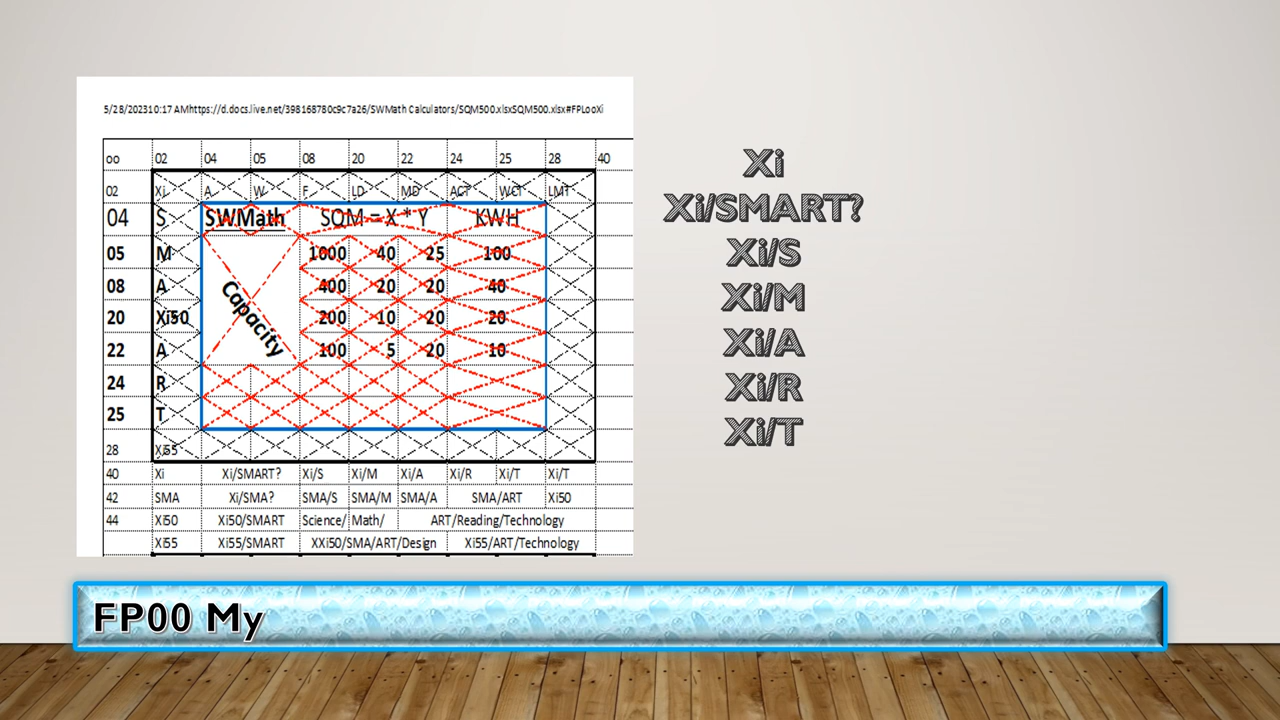 5/28/202310:17 AMhttps://d.docs.live.net/398168780c9c7a26/SWMath Calculators/SQM500.xlsxSQM500.xlsx#FPLooXi
oo 02 04 05 08 20 22 24 25 28 40
02 Xi A W F LD MD ACT WCT LMT
04 S SWMath SQM = X * Y KWH
05 M 1000 40 25 100
08 A 400 20 20 40
20 Xi50 200 10 20 20
22 A 100 5 20 10
Capacity
24 R
25 T
28 Xi55
40 Xi Xi/SMART? Xi/S Xi/M Xi/A Xi/R Xi/T Xi/T
42 SMA Xi/SMA? SMA/S SMA/M SMA/A SMA/ART Xi50
44 Xi50 Xi50/SMART Science/ Math/ ART/Reading/Technology
Xi55 Xi55/SMART XXi50/SMA/ART/Design Xi55/ART/Technology
Xi
Xi/SMART?
Xi/S
Xi/M
Xi/A
Xi/R
Xi/T
FP00 My